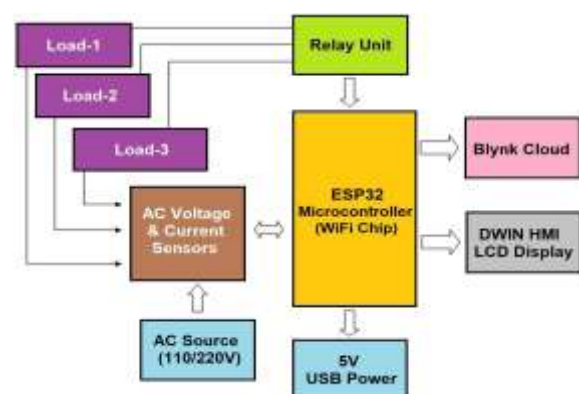 Load-1
Load-2
Load-3
Relay Unit
AC Voltage
& Current
Sensors
ESP32
Microcontroller
(WiFi Chip)
Blynk Cloud
DWIN HMI
LCD Display
AC Source
(110/220V)
5V
USB Power